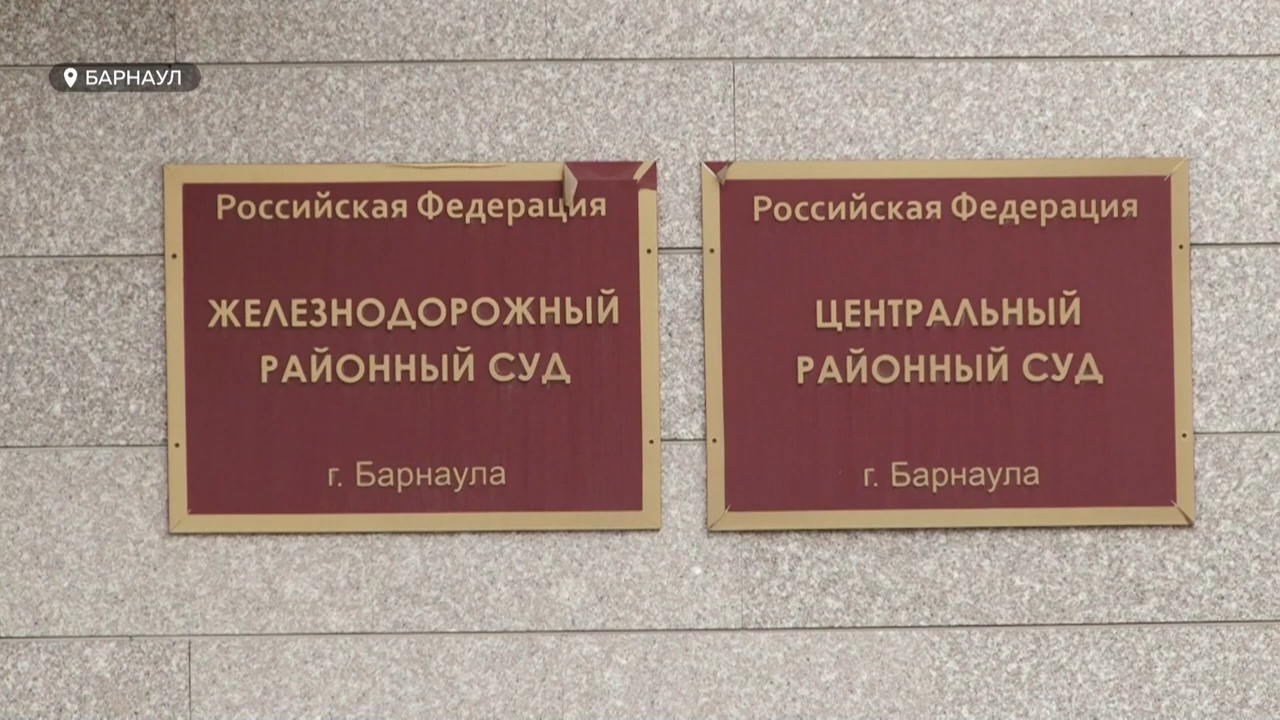 БАРНАУЛ
Российская Федерация
ЖЕЛЕЗНОДОРОЖНЫЙ
РАЙОННЫЙ СУД
г. Барнаула
Российская Федерация
ЦЕНТРАЛЬНЫЙ
РАЙОННЫЙ СУД
г. Барнаула